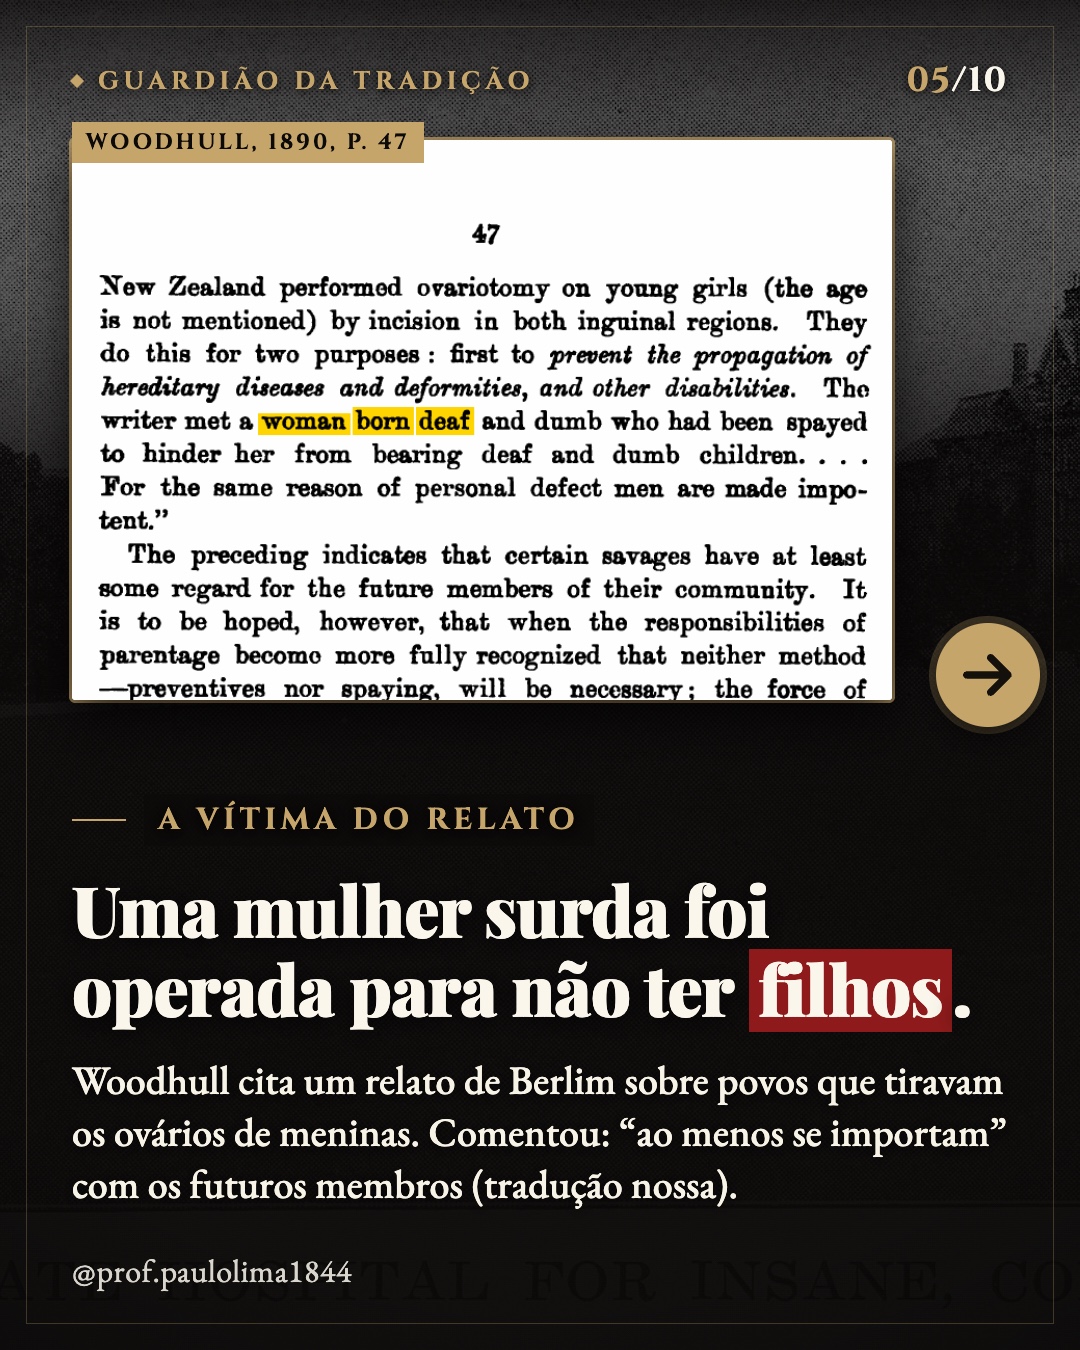 GUARDIÃO DA TRADIÇÃO
05/10
WOODHULL, 1890, P. 47
47
New Zealand performed ovariotomy on young girls (the age
is not mentioned) by incision in both inguinal regions. They
do this for two purposes: first to prevent the propagation of
hereditary diseases and deformities, and other disabilities. The
writer met a woman born deaf and dumb who had been spayed
to hinder her from bearing deaf and dumb children. . . .
For the same reason of personal defect men are made impo-
tent.”
The preceding indicates that certain savages have at least
some regard for the future members of their community. It
is to be hoped, however, that when the responsibilities of
parentage become more fully recognized that neither method
—preventives nor spaying, will be necessary; the force of
A VÍTIMA DO RELATO
Uma mulher surda foi
operada para não ter filhos.
Woodhull cita um relato de Berlim sobre povos que tiravam
os ovários de meninas. Comentou: “ao menos se importam”
com os futuros membros (tradução nossa).
@prof.paulolima1844
HOSPITAL FOR INSANE, CO